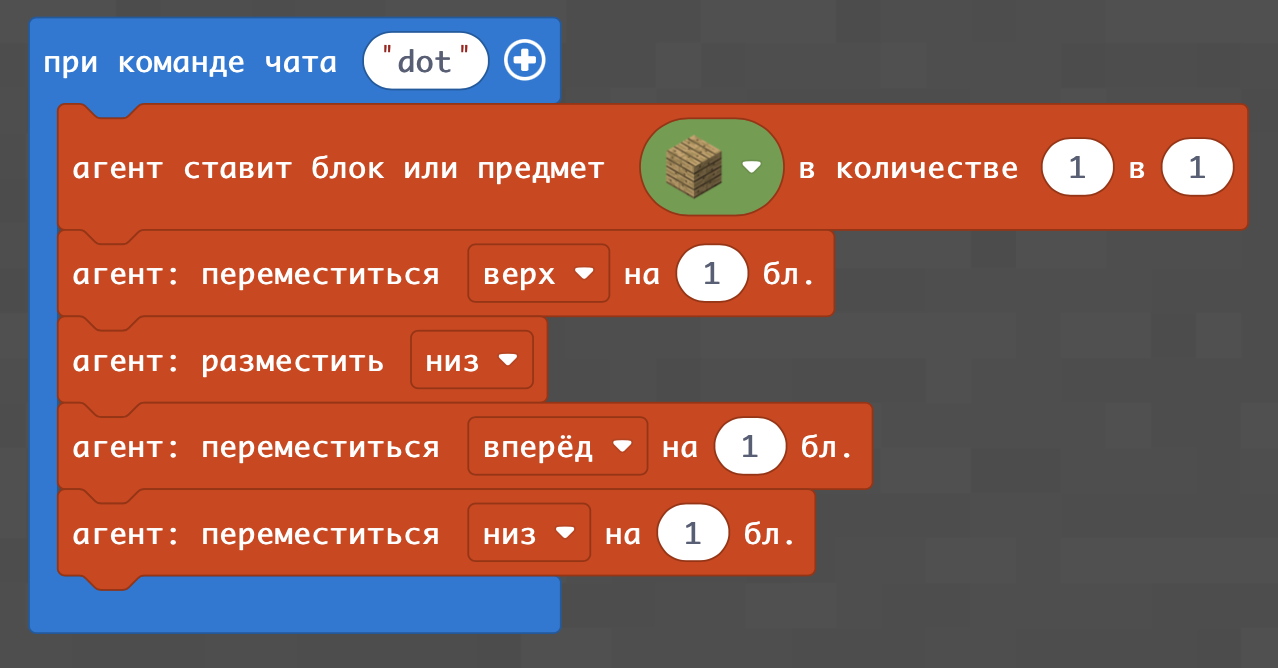 при команде чата "dot"
агент ставит блок или предмет в количестве 1 в 1
агент: переместиться верх на 1 бл.
агент: разместить низ
агент: переместиться вперёд на 1 бл.
агент: переместиться низ на 1 бл.